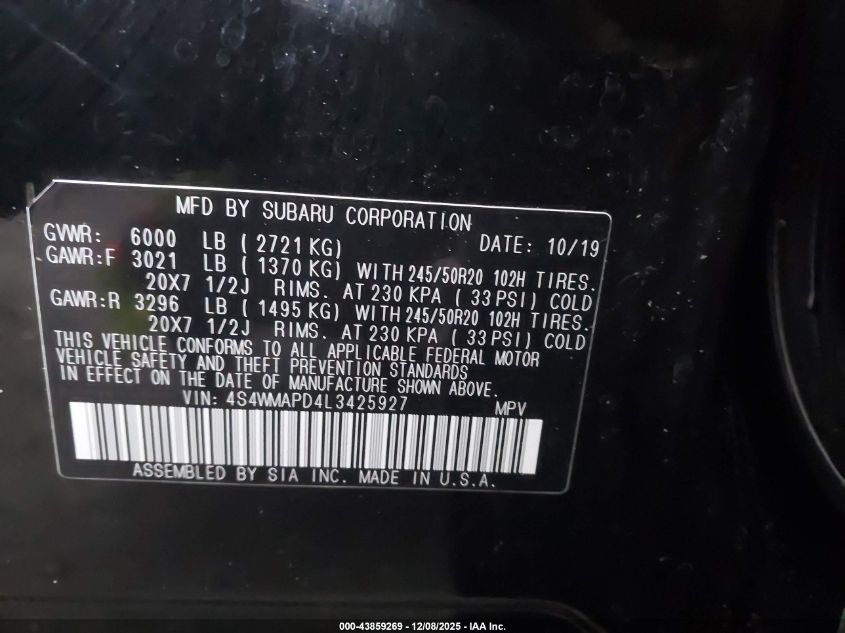 MFD BY SUBARU CORPORATION
GVWR: 6000 LB ( 2721 KG) DATE: 10/19
GAWR:F 3021 LB ( 1370 KG) WITH 245/50R20 102H TIRES.
20X7 1/2J RIMS. AT 230 KPA ( 33 PSI) COLD
GAWR:R 3296 LB ( 1495 KG) WITH 245/50R20 102H TIRES.
20X7 1/2J RIMS. AT 230 KPA ( 33 PSI) COLD
THIS VEHICLE CONFORMS TO ALL APPLICABLE FEDERAL MOTOR
VEHICLE SAFETY AND THEFT PREVENTION STANDARDS
IN EFFECT ON THE DATE OF MANUFACTURE SHOWN ABOVE.
VIN: 4S4WMAPD4L3425927 MPV
ASSEMBLED BY SIA INC. MADE IN U.S.A.
000-43859269 - 12/08/2025 - IAA Inc.